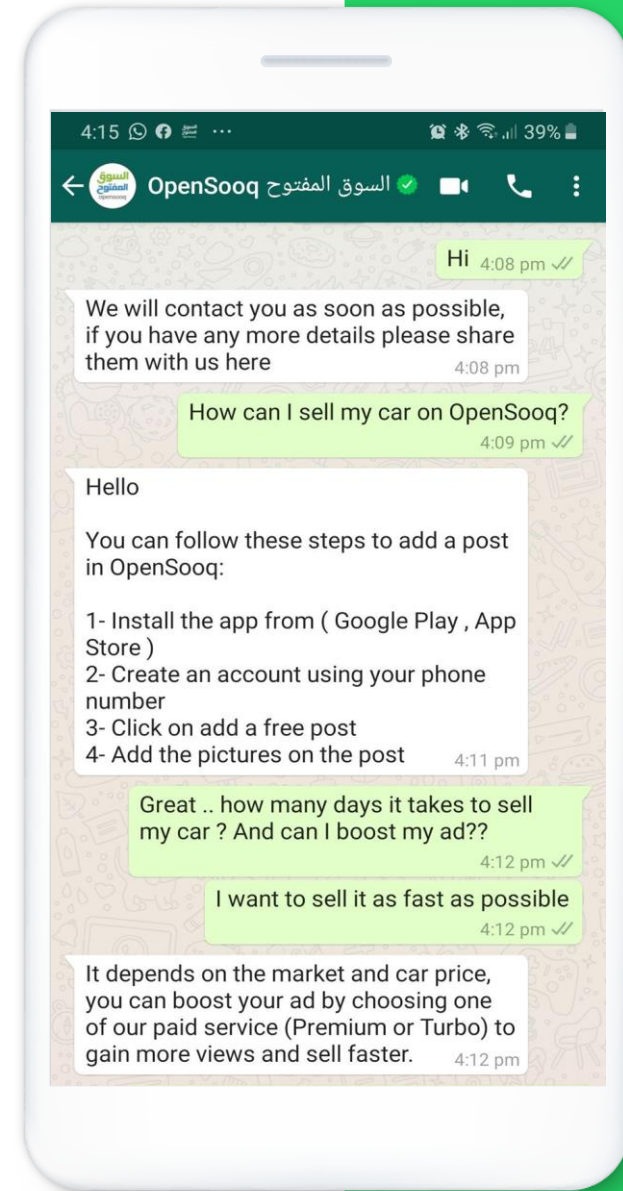 4:15 ... 39%
السوق المفتوح opensooq
OpenSooq السوق المفتوح
Hi 4:08 pm
We will contact you as soon as possible,
if you have any more details please share
them with us here 4:08 pm
How can I sell my car on OpenSooq?
4:09 pm
Hello
You can follow these steps to add a post
in OpenSooq:
1- Install the app from ( Google Play , App
Store )
2- Create an account using your phone
number
3- Click on add a free post
4- Add the pictures on the post 4:11 pm
Great .. how many days it takes to sell
my car ? And can I boost my ad??
4:12 pm
I want to sell it as fast as possible
4:12 pm
It depends on the market and car price,
you can boost your ad by choosing one
of our paid service (Premium or Turbo) to
gain more views and sell faster. 4:12 pm